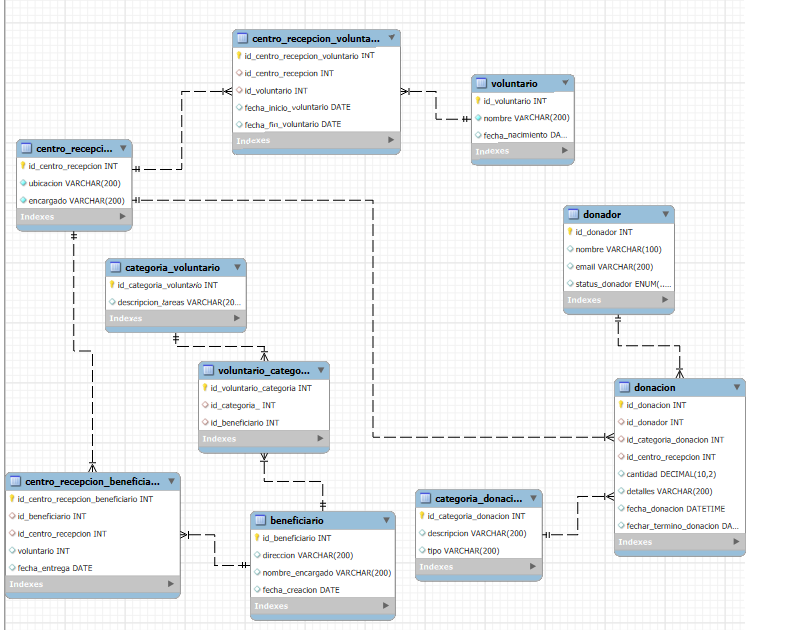 centro_recepcion_volunta...
id_centro_recepcion_voluntario INT
id_centro_recepcion INT
id_voluntario INT
fecha_inicio_voluntario DATE
fecha_fin_voluntario DATE
Indexes
voluntario
id_voluntario INT
nombre VARCHAR(200)
fecha_nacimiento DA...
Indexes
centro_recepci...
id_centro_recepcion INT
ubicacion VARCHAR(200)
encargado VARCHAR(200)
Indexes
donador
id_donador INT
nombre VARCHAR(100)
email VARCHAR(200)
status_donador ENUM(.....
Indexes
categoria_voluntario
id_categoria_voluntario INT
descripcion_tareas VARCHAR(20...
Indexes
voluntario_catego...
id_voluntario_categoria INT
id_categoria_ INT
id_beneficiario INT
Indexes
donacion
id_donacion INT
id_donador INT
id_categoria_donacion INT
id_centro_recepcion INT
cantidad DECIMAL(10,2)
detalles VARCHAR(200)
fecha_donacion DATETIME
fechar_termino_donacion DA...
Indexes
centro_recepcion_beneficia...
id_centro_recepcion_beneficiario INT
id_beneficiario INT
id_centro_recepcion INT
voluntario INT
fecha_entrega DATE
Indexes
beneficiario
id_beneficiario INT
direccion VARCHAR(200)
nombre_encargado VARCHAR(200)
fecha_creacion DATE
Indexes
categoria_donaci...
id_categoria_donacion INT
descripcion VARCHAR(200)
tipo VARCHAR(200)
Indexes